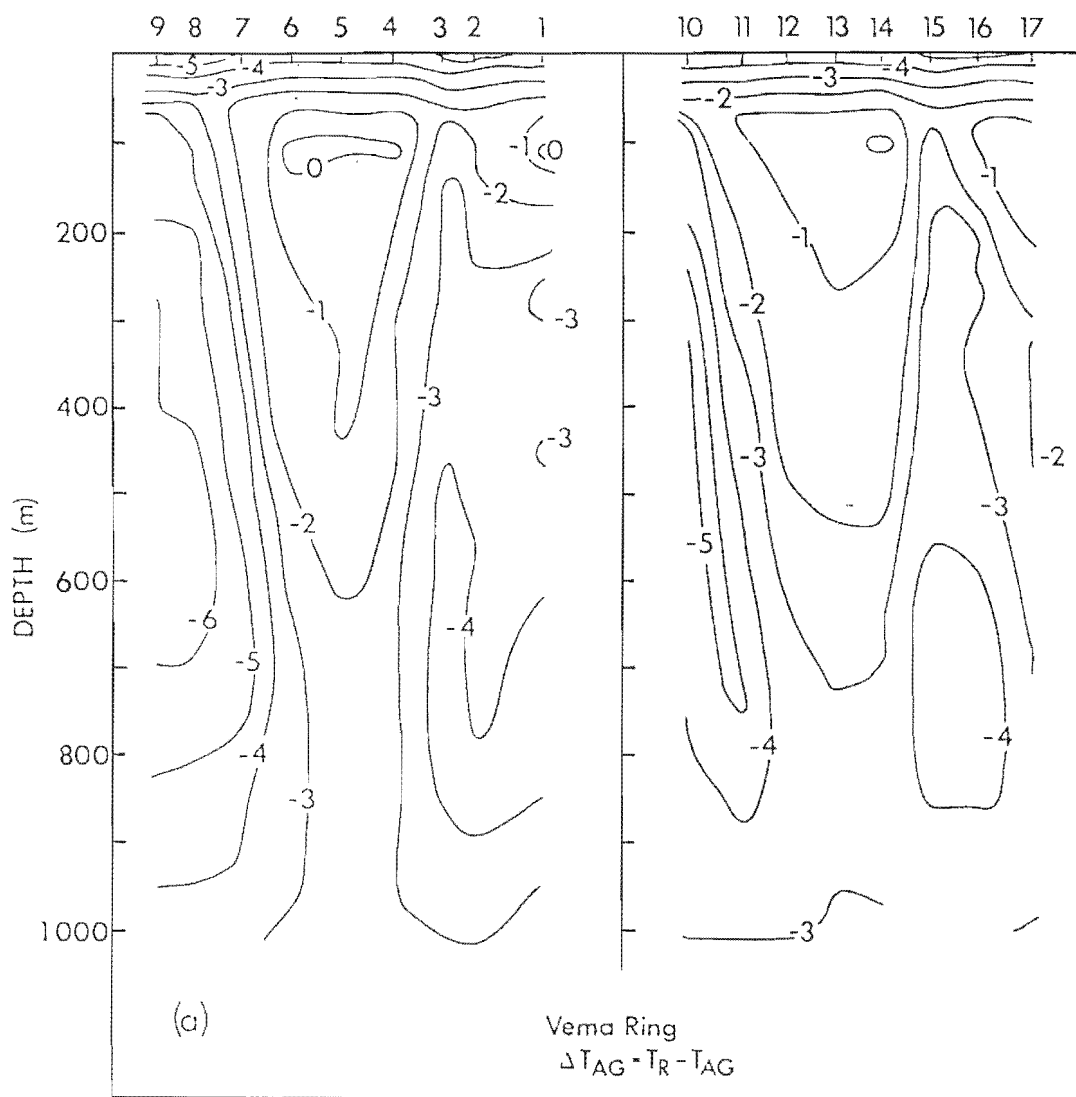 9 8 7 6 5 4 3 2 1 10 11 12 13 14 15 16 17
-5 -4 -3 -4
-3 -2
-1 0 0
-2 -1
200 -1
-1 -2 -3
400 -3
-3 -3 -2
DEPTH (m) -2 -3
-5
600
-6 -4
-5
800 -4 -4 -4
-3
1000 -3
(a)
Vema Ring
ΔT_AG = T_R - T_AG